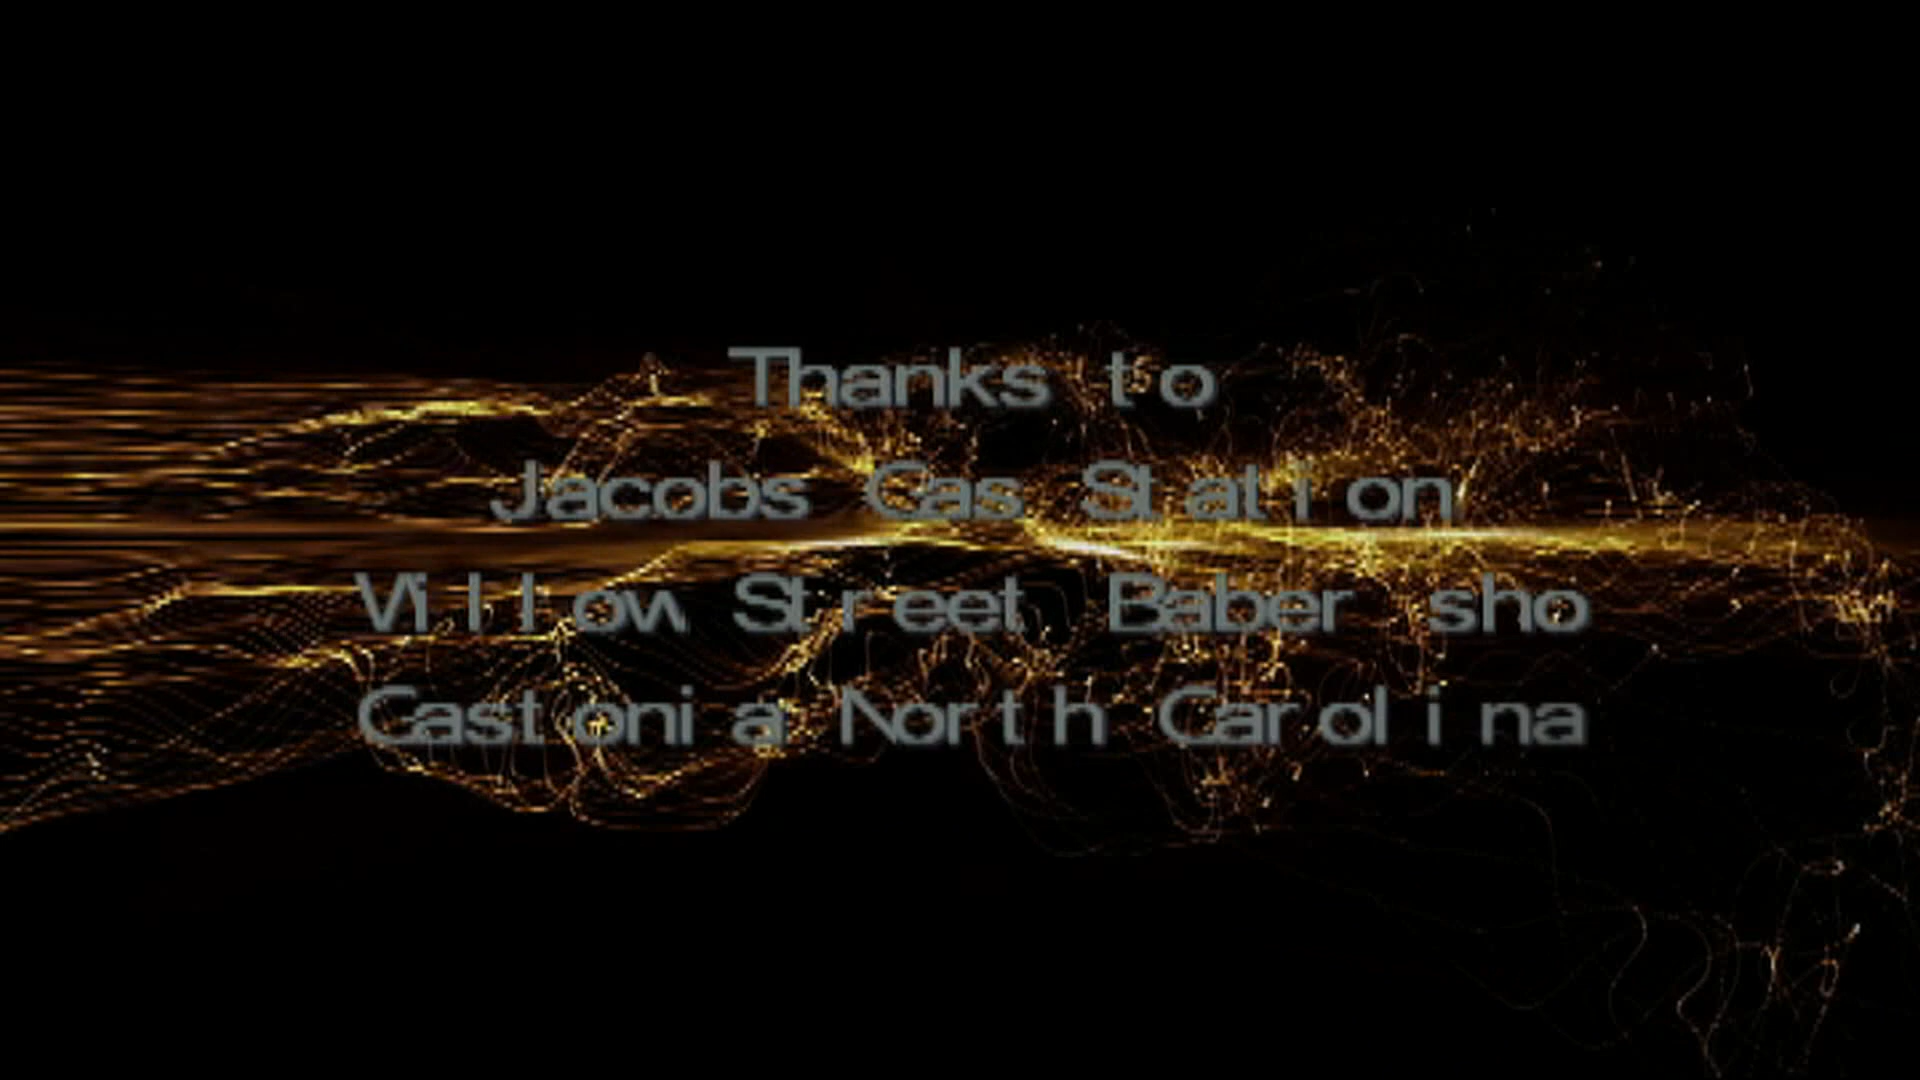 Thanks to
Jacobs Gas Station
Willow Street Baber sho
Gastonia North Carolina